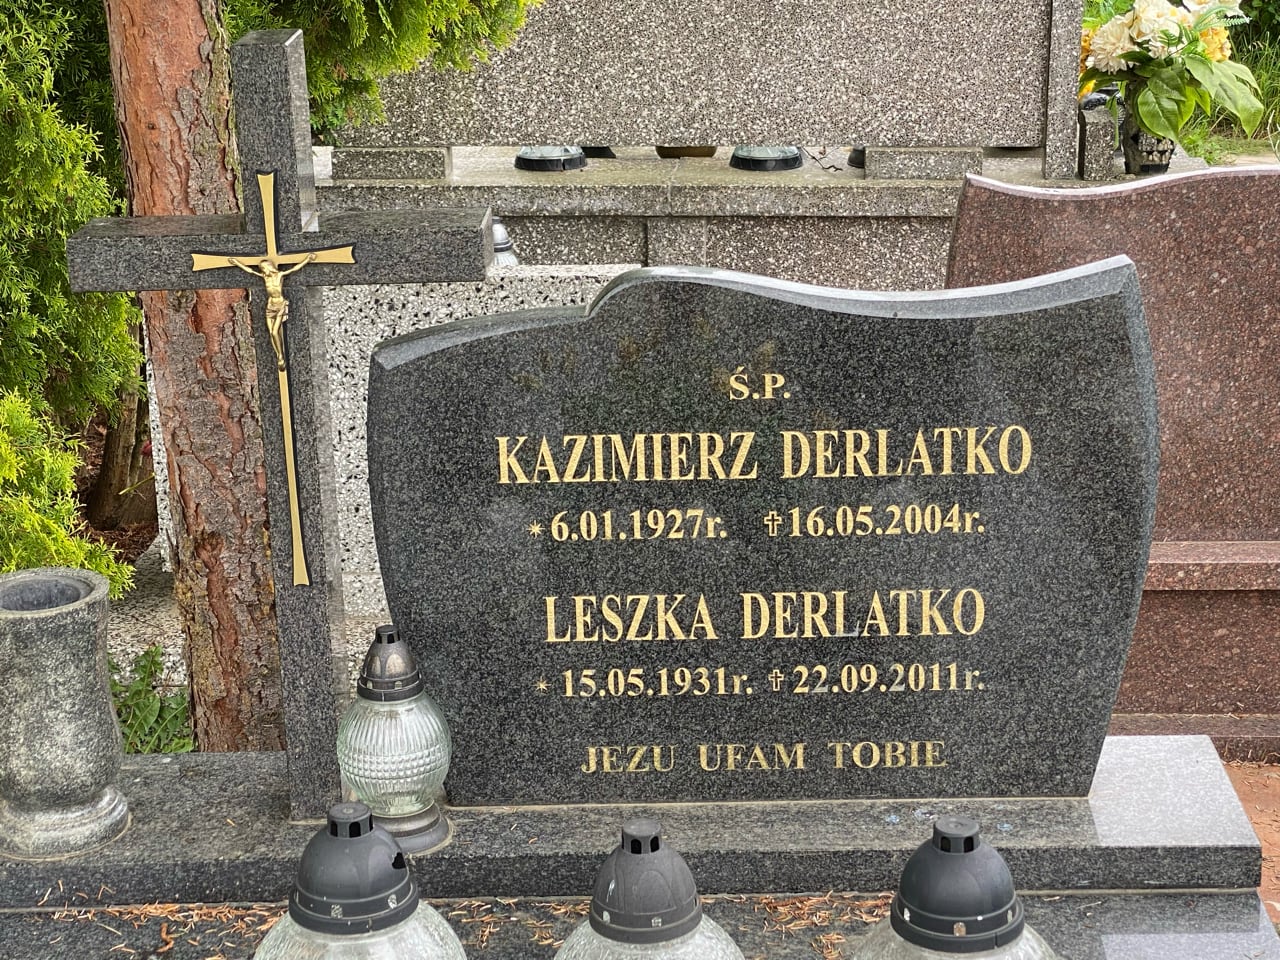 Ś.P.
KAZIMIERZ DERLATKO
*6.01.1927r. ✝16.05.2004r.
LESZKA DERLATKO
*15.05.1931r. ✝22.09.2011r.
JEZU UFAM TOBIE